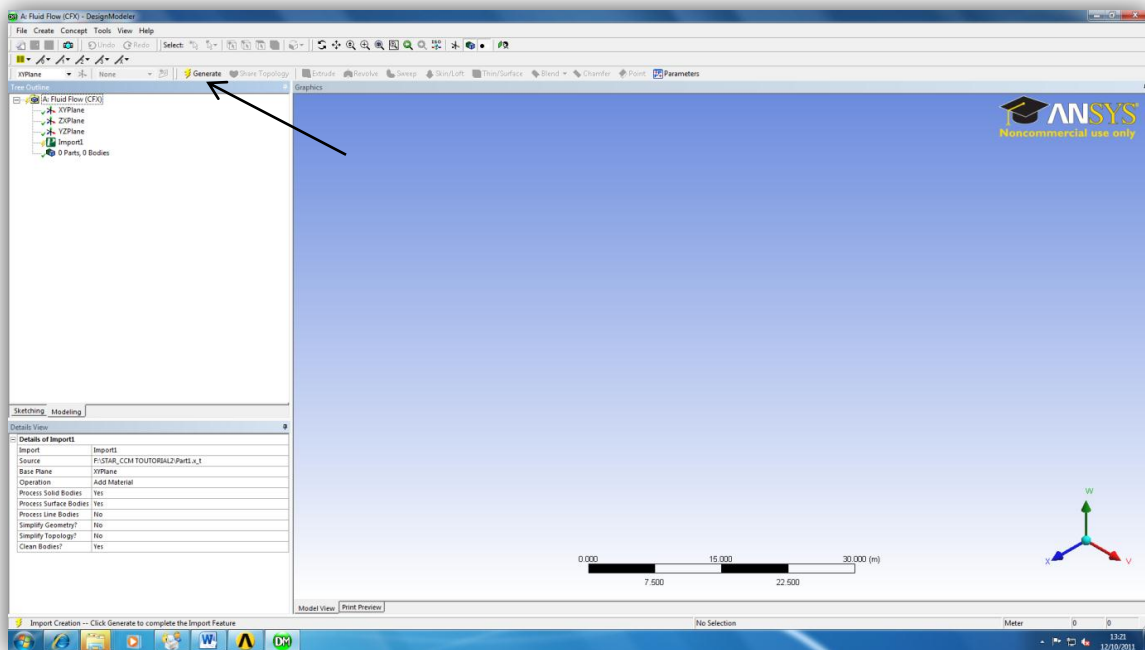 A: Fluid Flow (CFX) - DesignModeler
File Create Concept Tools View Help
Undo Redo Select:
XYPlane None Generate Share Topology Extrude Revolve Sweep Skin/Loft Thin/Surface Blend Chamfer Point Parameters
Tree Outline
A: Fluid Flow (CFX)
XYPlane
ZXPlane
YZPlane
Import1
0 Parts, 0 Bodies
Sketching Modeling
Details View
Details of Import1
Import Import1
Source F:\STAR_CCM TOUTORIAL2\Part1.x_t
Base Plane XYPlane
Operation Add Material
Process Solid Bodies Yes
Process Surface Bodies Yes
Process Line Bodies No
Simplify Geometry? No
Simplify Topology? No
Clean Bodies? Yes
Graphics
ANSYS
Noncommercial use only
W
X V
0.000 15.000 30.000 (m)
7.500 22.500
Model View Print Preview
Import Creation -- Click Generate to complete the Import Feature No Selection Meter 0 0
W DM
13:21
12/10/2011